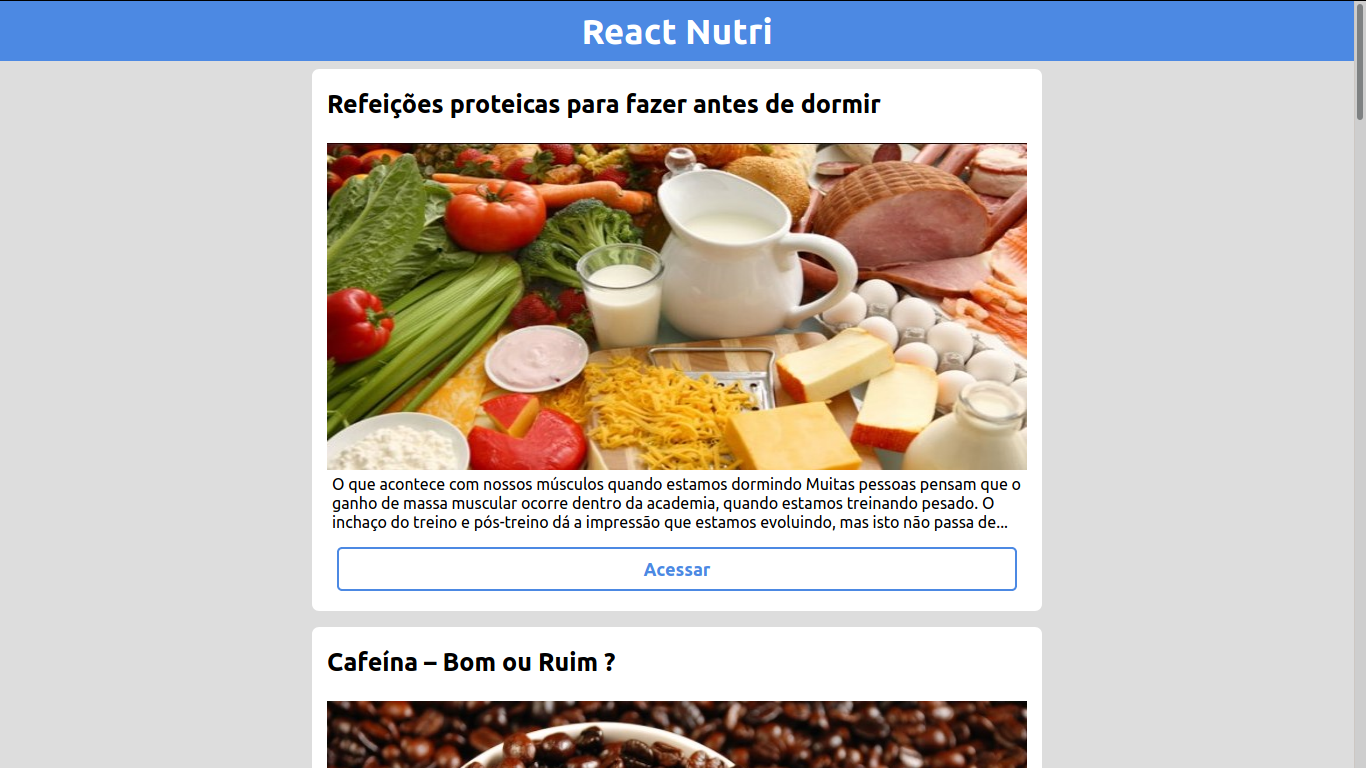 React Nutri
Refeições proteicas para fazer antes de dormir
O que acontece com nossos músculos quando estamos dormindo Muitas pessoas pensam que o
ganho de massa muscular ocorre dentro da academia, quando estamos treinando pesado. O
inchaço do treino e pós-treino dá a impressão que estamos evoluindo, mas isto não passa de...
Acessar
Cafeína – Bom ou Ruim ?